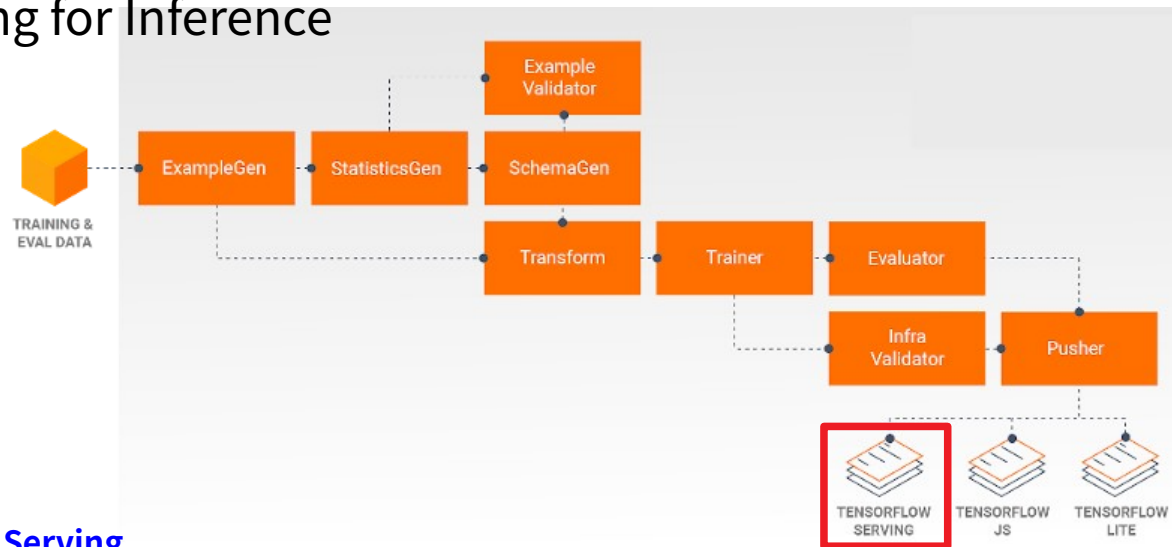 ng for Inference
Example
Validator
ExampleGen
StatisticsGen
SchemaGen
TRAINING &
EVAL DATA
Transform
Trainer
Evaluator
Infra
Validator
Pusher
TENSORFLOW
SERVING
TENSORFLOW
JS
TENSORFLOW
LITE
Serving